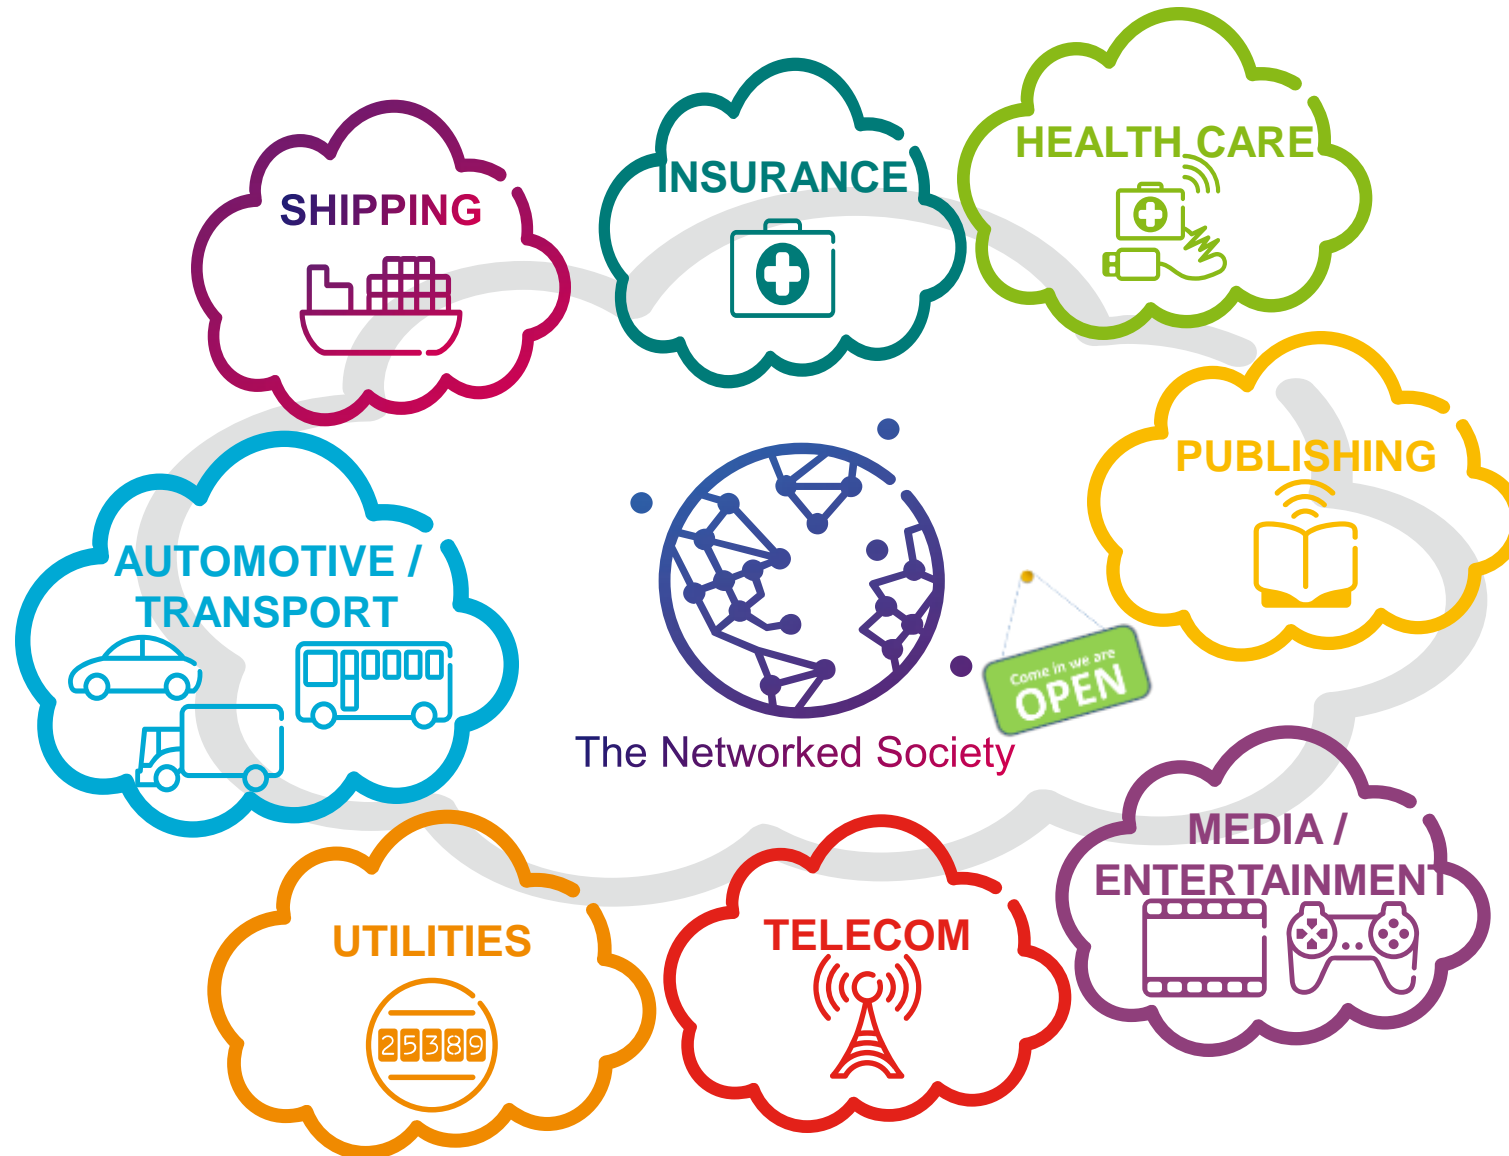 HEALTH CARE
INSURANCE
SHIPPING
PUBLISHING
AUTOMOTIVE /
TRANSPORT
Come in we are
OPEN
The Networked Society
MEDIA /
ENTERTAINMENT
UTILITIES
25389
TELECOM